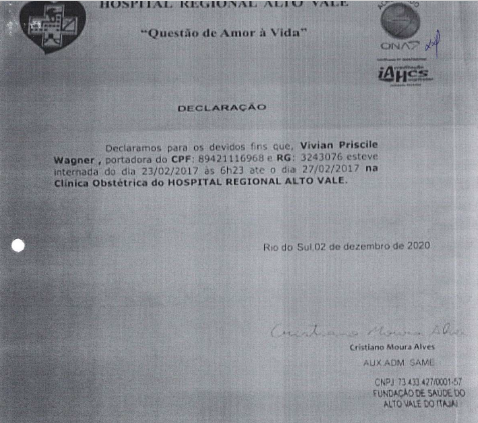 HOSPITAL REGIONAL ALTO VALE
“Questão de Amor à Vida”
ONA
iAHCS
DECLARAÇÃO
Declaramos para os devidos fins que, Vivian Priscile
Wagner , portadora do CPF: 89421116968 e RG: 3243076 esteve
internada do dia 23/02/2017 às 6h23 ate o dia 27/02/2017 na
Clínica Obstétrica do HOSPITAL REGIONAL ALTO VALE.
Rio do Sul,02 de dezembro de 2020
Cristiano Moura Alves
Cristiano Moura Alves
AUX.ADM SAME
CNPJ 73.433.427/0001-57
FUNDAÇÃO DE SAÚDE DO
ALTO VALE DO ITAJAÍ